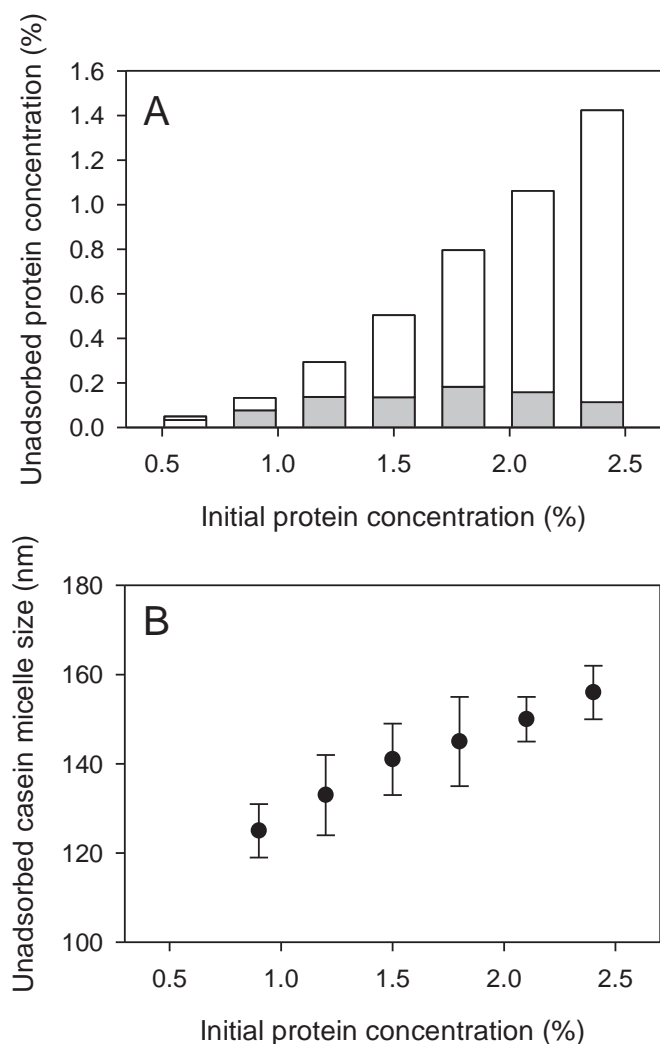 Unadsorbed protein concentration (%)
A
1.6
1.4
1.2
1.0
0.8
0.6
0.4
0.2
0.0
0.5 1.0 1.5 2.0 2.5
Initial protein concentration (%)
Unadsorbed casein micelle size (nm)
B
180
160
140
120
100
0.5 1.0 1.5 2.0 2.5
Initial protein concentration (%)